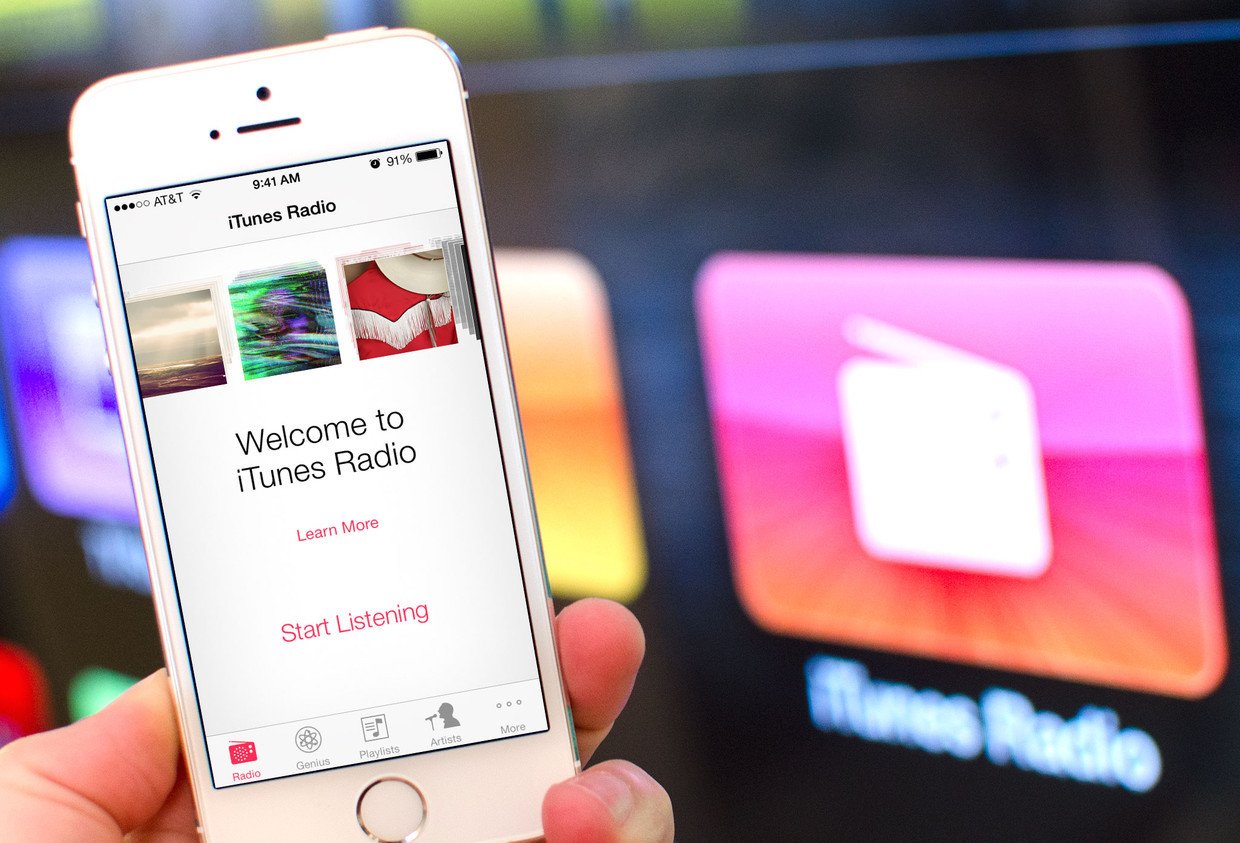 AT&T
9:41 AM
91%
iTunes Radio
Welcome to
iTunes Radio
Learn More
Start Listening
Radio
Genius
Playlists
Artists
More
iTunes Radio